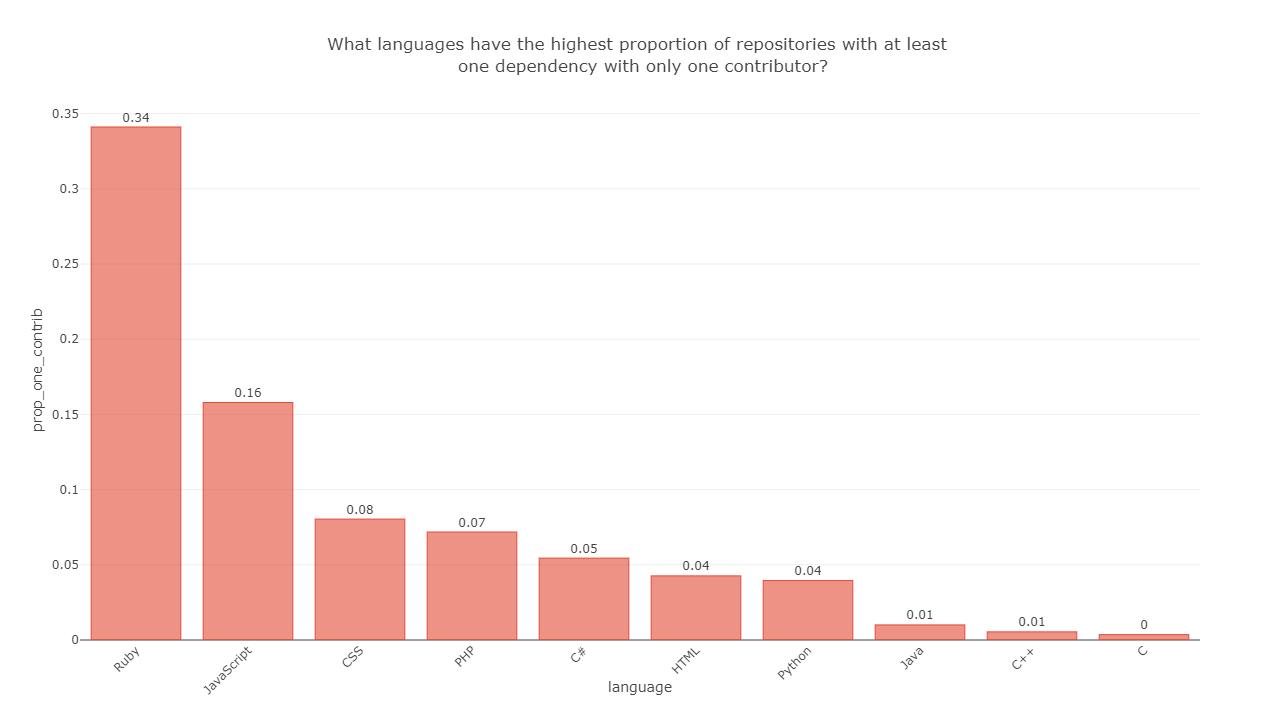 What languages have the highest proportion of repositories with at least
one dependency with only one contributor?
0.35
0.3
0.25
0.2
0.15
0.1
0.05
0
prop_one_contrib
0.34
0.16
0.08
0.07
0.05
0.04
0.04
0.01
0.01
0
Ruby
JavaScript
CSS
PHP
C#
HTML
Python
Java
C++
C
language